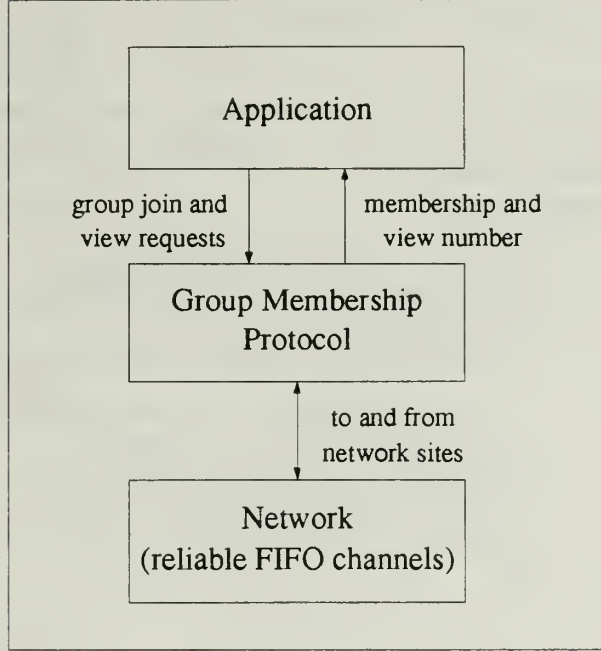 Application
group join and
view requests
membership and
view number
Group Membership
Protocol
to and from
network sites
Network
(reliable FIFO channels)